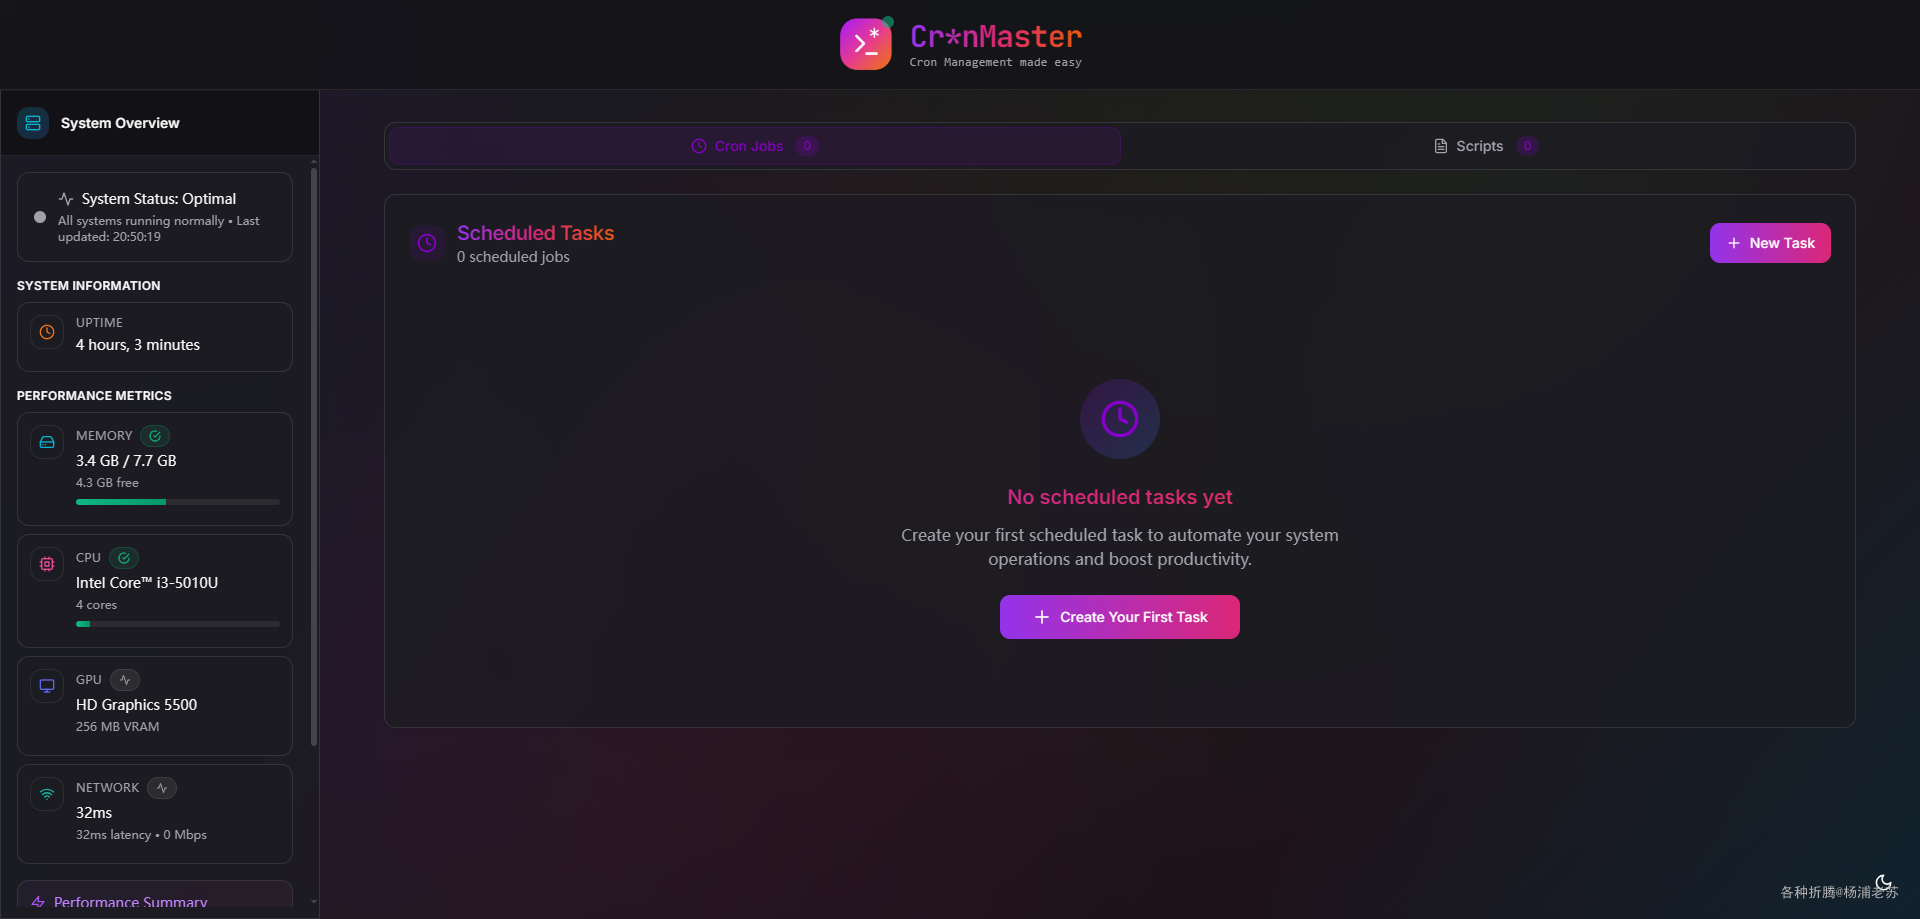 Cr*nMaster
Cron Management made easy
System Overview
System Status: Optimal
All systems running normally • Last
updated: 20:50:19
SYSTEM INFORMATION
UPTIME
4 hours, 3 minutes
PERFORMANCE METRICS
MEMORY
3.4 GB / 7.7 GB
4.3 GB free
CPU
Intel Core™ i3-5010U
4 cores
GPU
HD Graphics 5500
256 MB VRAM
NETWORK
32ms
32ms latency • 0 Mbps
Performance Summary
Cron Jobs 0
Scripts 0
Scheduled Tasks
0 scheduled jobs
New Task
No scheduled tasks yet
Create your first scheduled task to automate your system
operations and boost productivity.
Create Your First Task
各种折腾@杨浦老苏